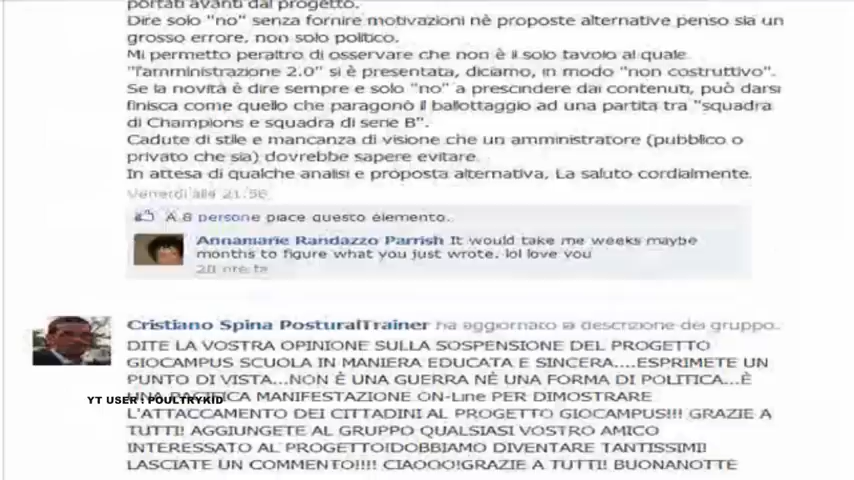 portati avanti dal progetto.
Dire solo "no" senza fornire motivazioni nè proposte alternative penso sia un
grosso errore, non solo politico.
Mi permetto peraltro di osservare che non è il solo tavolo al quale
"l'amministrazione 2.0" si è presentata, diciamo, in modo "non costruttivo".
Se la novità è dire sempre e solo "no" a prescindere dai contenuti, può darsi
finisca come quello che paragonò il ballottaggio ad una partita tra "squadra
di Champions e squadra di serie B".
Cadute di stile e mancanza di visione che un amministratore (pubblico o
privato che sia) dovrebbe sapere evitare.
In attesa di qualche analisi e proposta alternativa, La saluto cordialmente.
Venerdì alle 21.56
A 8 persone piace questo elemento.
Annamarie Randazzo Parrish It would take me weeks maybe
months to figure what you just wrote. lol love you
20 ore fa
Cristiano Spina PosturalTrainer ha aggiornato la descrizione del gruppo.
DITE LA VOSTRA OPINIONE SULLA SOSPENSIONE DEL PROGETTO
GIOCAMPUS SCUOLA IN MANIERA EDUCATA E SINCERA....ESPRIMETE UN
PUNTO DI VISTA...NON È UNA GUERRA NÈ UNA FORMA DI POLITICA...È
UNA PACIFICA MANIFESTAZIONE ON-Line PER DIMOSTRARE
YT USER : POULTRYKID
L'ATTACCAMENTO DEI CITTADINI AL PROGETTO GIOCAMPUS!!! GRAZIE A
TUTTI! AGGIUNGETE AL GRUPPO QUALSIASI VOSTRO AMICO
INTERESSATO AL PROGETTO!DOBBIAMO DIVENTARE TANTISSIMI!
LASCIATE UN COMMENTO!!!! CIAOOO!GRAZIE A TUTTI! BUONANOTTE